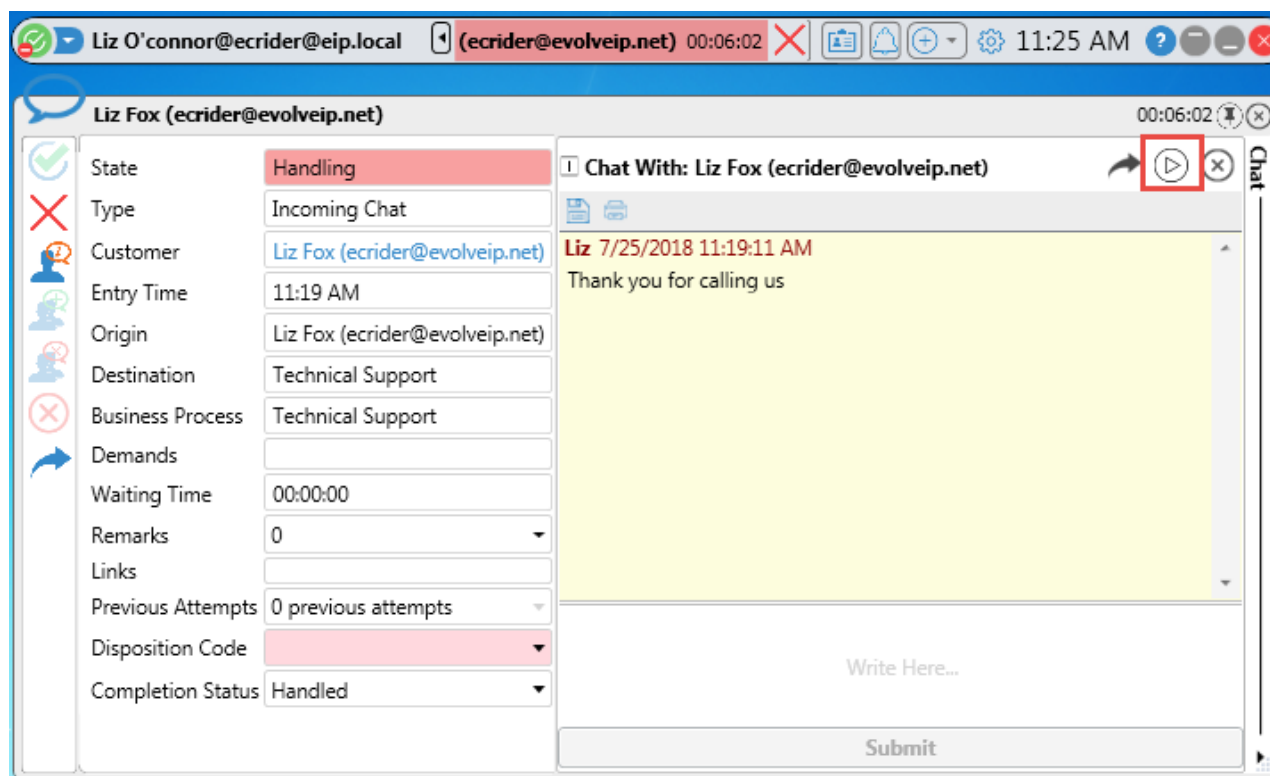 Liz O'connor@ecrider@eip.local (ecrider@evolveip.net) 00:06:02 11:25 AM ?
Liz Fox (ecrider@evolveip.net) 00:06:02
State Handling
Type Incoming Chat
Customer Liz Fox (ecrider@evolveip.net)
Entry Time 11:19 AM
Origin Liz Fox (ecrider@evolveip.net)
Destination Technical Support
Business Process Technical Support
Demands
Waiting Time 00:00:00
Remarks 0
Links
Previous Attempts 0 previous attempts
Disposition Code
Completion Status Handled
Chat With: Liz Fox (ecrider@evolveip.net)
Liz 7/25/2018 11:19:11 AM
Thank you for calling us
Write Here...
Submit
Chat